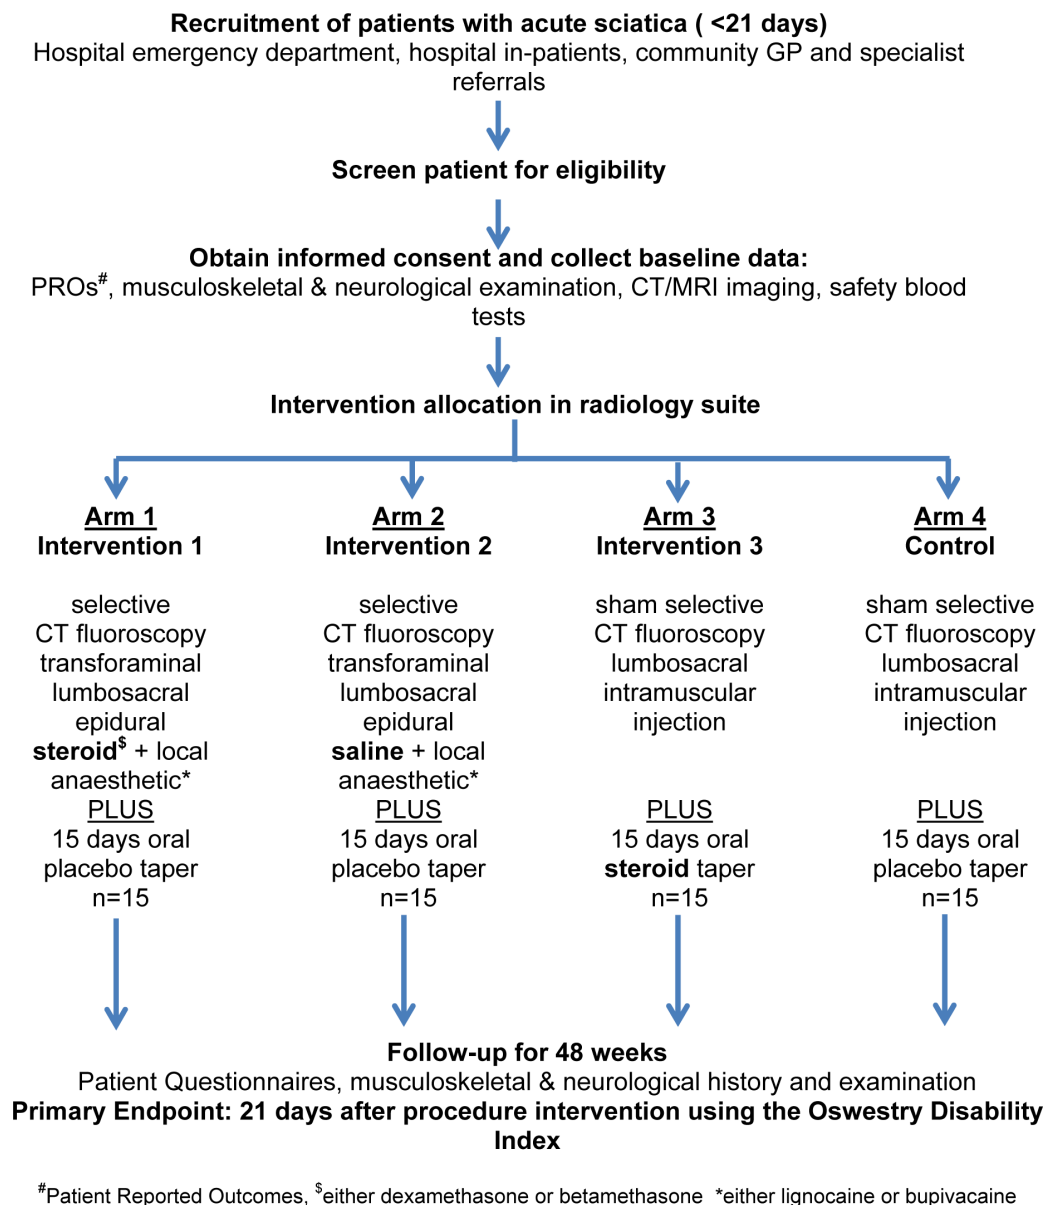 Recruitment of patients with acute sciatica ( <21 days)
Hospital emergency department, hospital in-patients, community GP and specialist
referrals
Screen patient for eligibility
Obtain informed consent and collect baseline data:
PROs#, musculoskeletal & neurological examination, CT/MRI imaging, safety blood
tests
Intervention allocation in radiology suite
Arm 1
Intervention 1
selective
CT fluoroscopy
transforaminal
lumbosacral
epidural
steroid$ + local
anaesthetic*
PLUS
15 days oral
placebo taper
n=15
Arm 2
Intervention 2
selective
CT fluoroscopy
transforaminal
lumbosacral
epidural
saline + local
anaesthetic*
PLUS
15 days oral
placebo taper
n=15
Arm 3
Intervention 3
sham selective
CT fluoroscopy
lumbosacral
intramuscular
injection
PLUS
15 days oral
steroid taper
n=15
Arm 4
Control
sham selective
CT fluoroscopy
lumbosacral
intramuscular
injection
PLUS
15 days oral
placebo taper
n=15
Follow-up for 48 weeks
Patient Questionnaires, musculoskeletal & neurological history and examination
Primary Endpoint: 21 days after procedure intervention using the Oswestry Disability
Index
#Patient Reported Outcomes, $either dexamethasone or betamethasone *either lignocaine or bupivacaine